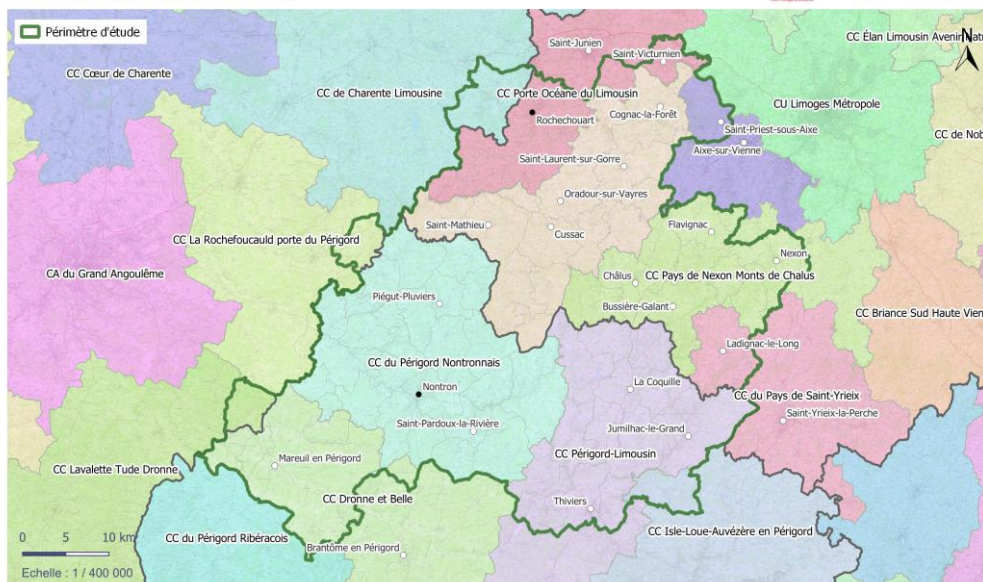 Périmètre d'étude
Saint-Junien
Saint-Victurnien
CC Élan Limousin Avenir Natu
N
CC Cœur de Charente
CC de Charente Limousine
CC Porte Océane du Limousin
CU Limoges Métropole
Rochechouart
Cognac-la-Forêt
Saint-Priest-sous-Aixe
CC de Nob
Aixe-sur-Vienne
Saint-Laurent-sur-Gorre
Oradour-sur-Vayres
Saint-Mathieu
Cussac
Flavignac
CC La Rochefoucauld porte du Périgord
Nexon
CA du Grand Angoulême
Châlus
CC Pays de Nexon Monts de Chalus
Piégut-Pluviers
Bussière-Galant
CC Briance Sud Haute Vien
Ladignac-le-Long
CC du Périgord Nontronnais
Nontron
La Coquille
CC du Pays de Saint-Yrieix
Saint-Yrieix-la-Perche
Saint-Pardoux-la-Rivière
Jumilhac-le-Grand
Mareuil en Périgord
CC Périgord-Limousin
CC Lavalette Tude Dronne
CC Dronne et Belle
Thiviers
CC Isle-Loue-Auvézère en Périgord
CC du Périgord Ribéracois
Brantôme en Périgord
0 5 10 km
Echelle : 1 / 400 000